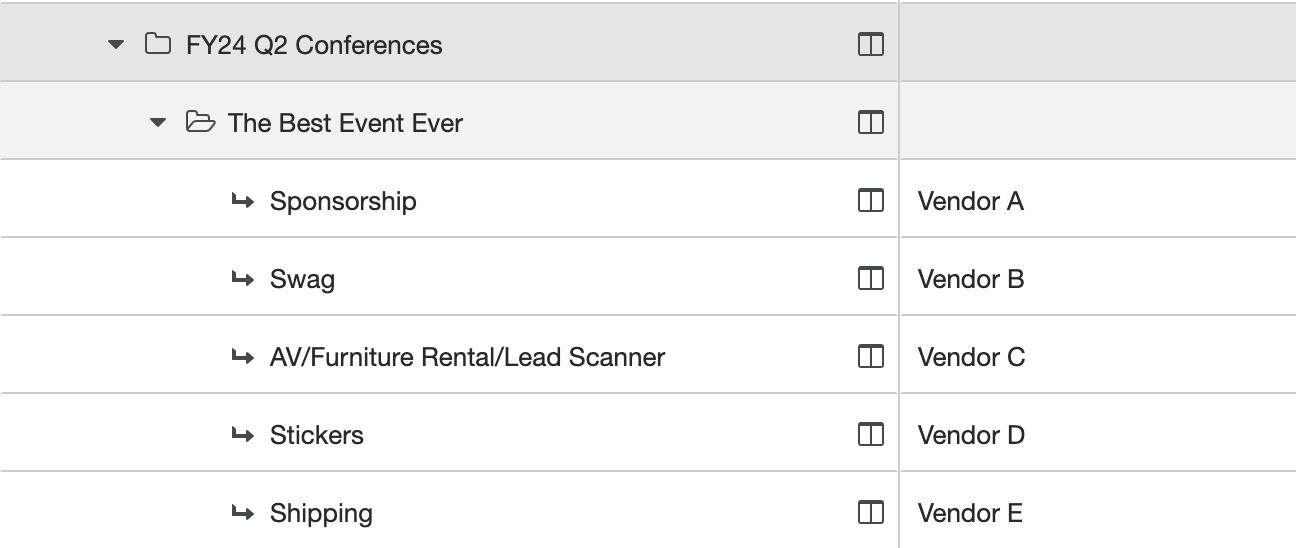 FY24 Q2 Conferences
The Best Event Ever
Sponsorship Vendor A
Swag Vendor B
AV/Furniture Rental/Lead Scanner Vendor C
Stickers Vendor D
Shipping Vendor E